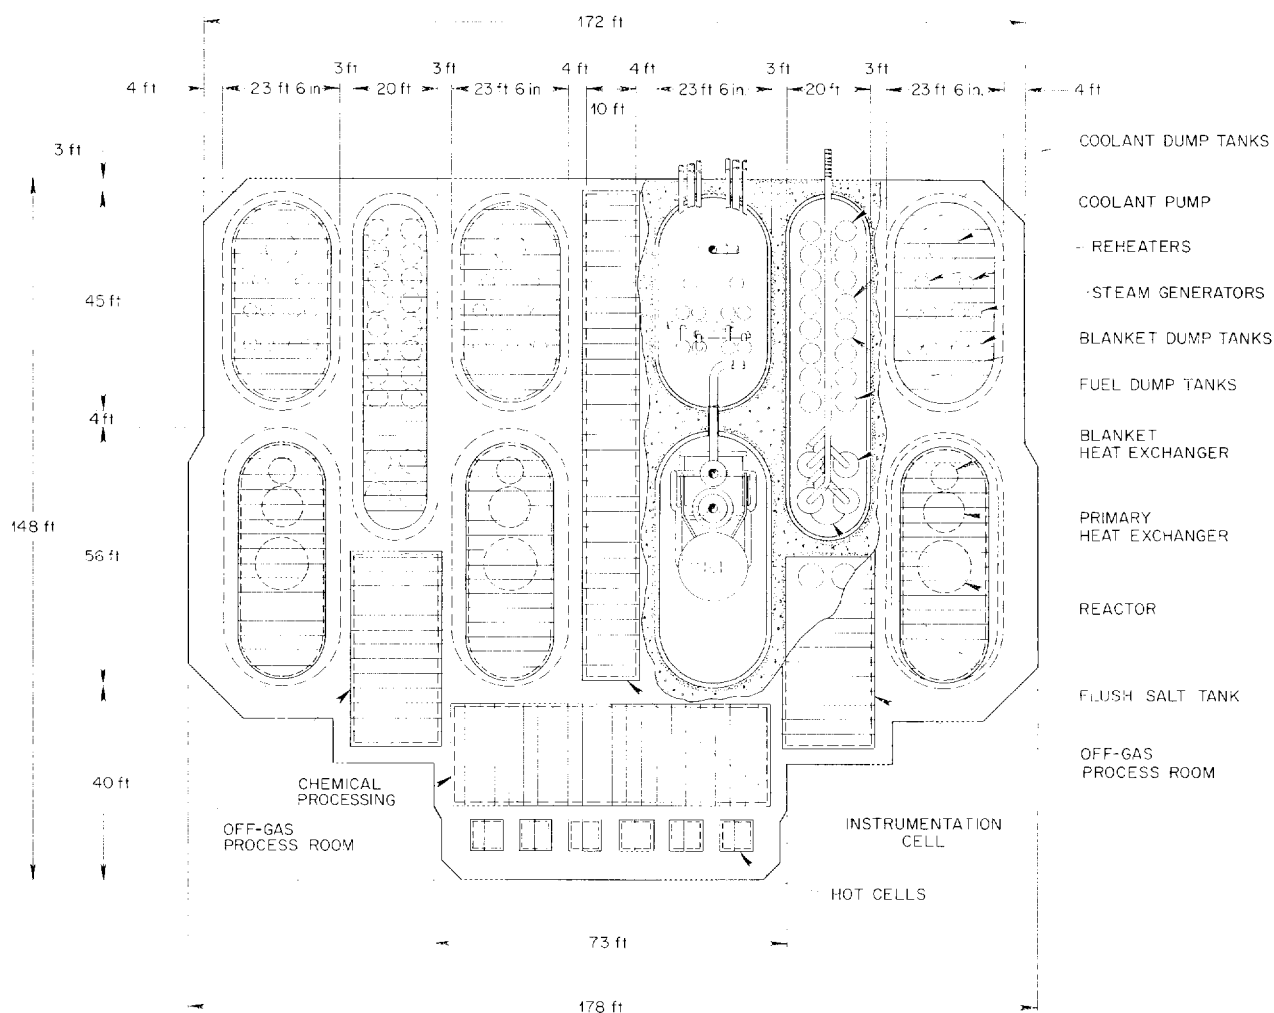 172 ft
3 ft
3 ft
4 ft
4 ft
3 ft
3 ft
4 ft
23 ft 6 in
20 ft
23 ft 6 in
23 ft 6 in.
20 ft
23 ft 6 in
4 ft
10 ft
3 ft
COOLANT DUMP TANKS
COOLANT PUMP
REHEATERS
STEAM GENERATORS
45 ft
BLANKET DUMP TANKS
FUEL DUMP TANKS
4 ft
BLANKET
HEAT EXCHANGER
148 ft
PRIMARY
HEAT EXCHANGER
56 ft
REACTOR
FLUSH SALT TANK
OFF-GAS
PROCESS ROOM
40 ft
CHEMICAL
PROCESSING
OFF-GAS
PROCESS ROOM
INSTRUMENTATION
CELL
HOT CELLS
73 ft
178 ft